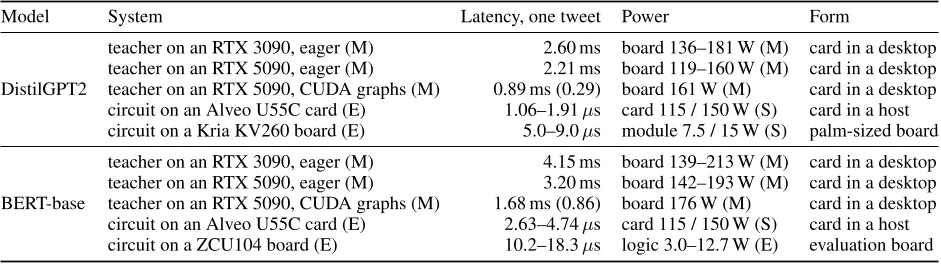 Model System Latency, one tweet Power Form
teacher on an RTX 3090, eager (M) 2.60 ms board 136–181 W (M) card in a desktop
teacher on an RTX 5090, eager (M) 2.21 ms board 119–160 W (M) card in a desktop
DistilGPT2 teacher on an RTX 5090, CUDA graphs (M) 0.89 ms (0.29) board 161 W (M) card in a desktop
circuit on an Alveo U55C card (E) 1.06–1.91 μs card 115 / 150 W (S) card in a host
circuit on a Kria KV260 board (E) 5.0–9.0 μs module 7.5 / 15 W (S) palm-sized board
teacher on an RTX 3090, eager (M) 4.15 ms board 139–213 W (M) card in a desktop
teacher on an RTX 5090, eager (M) 3.20 ms board 142–193 W (M) card in a desktop
BERT-base teacher on an RTX 5090, CUDA graphs (M) 1.68 ms (0.86) board 176 W (M) card in a desktop
circuit on an Alveo U55C card (E) 2.63–4.74 μs card 115 / 150 W (S) card in a host
circuit on a ZCU104 board (E) 10.2–18.3 μs logic 3.0–12.7 W (E) evaluation board